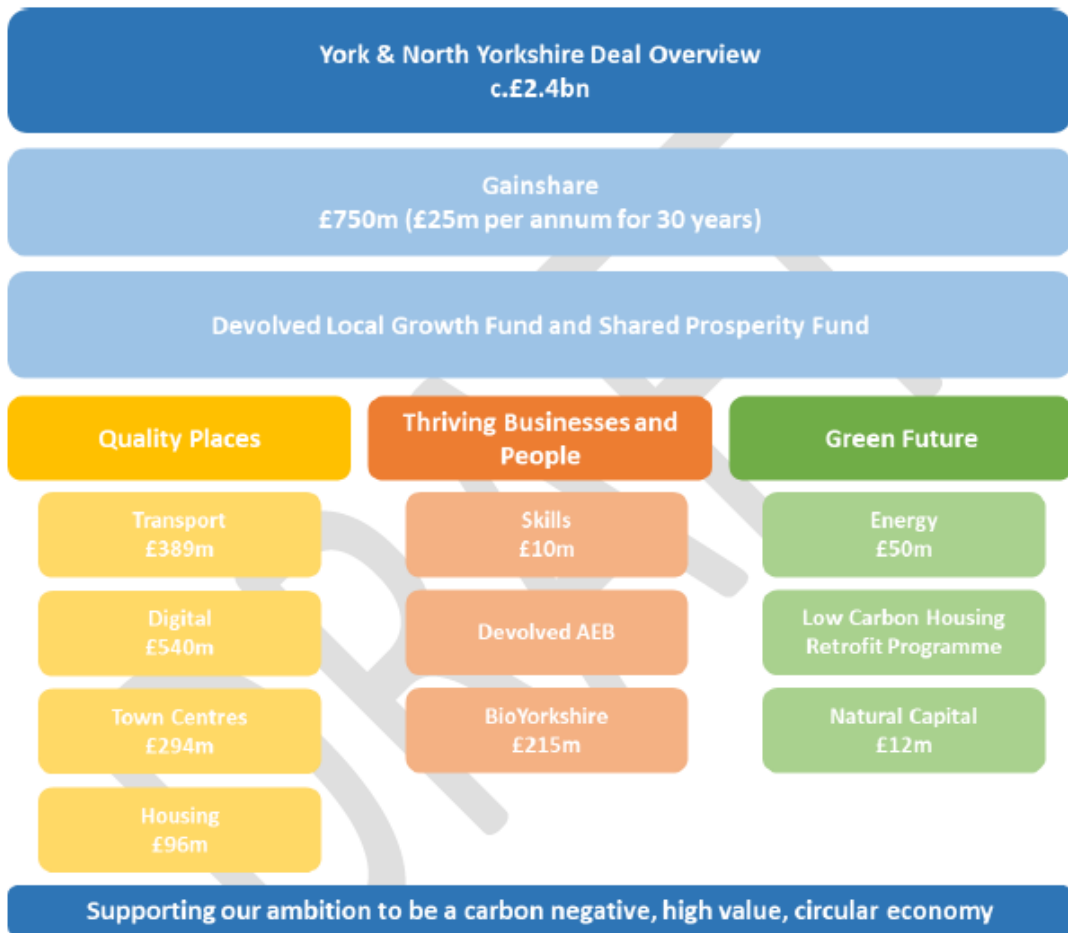 York & North Yorkshire Deal Overview
c.£2.4bn
Gainshare
£750m (£25m per annum for 30 years)
Devolved Local Growth Fund and Shared Prosperity Fund
Quality Places
Thriving Businesses and
People
Green Future
Transport
£389m
Skills
£10m
Energy
£50m
Digital
£540m
Devolved AEB
Low Carbon Housing
Retrofit Programme
Town Centres
£294m
BioYorkshire
£215m
Natural Capital
£12m
Housing
£96m
Supporting our ambition to be a carbon negative, high value, circular economy
DRAFT